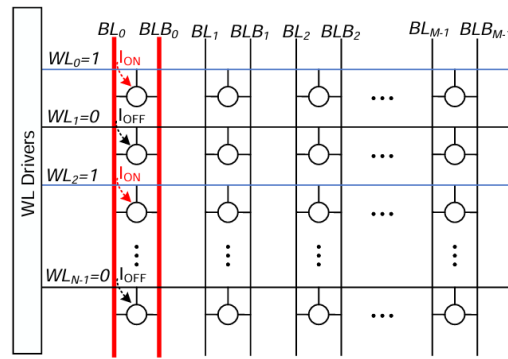 BL0 BLB0 BL1 BLB1 BL2 BLB2 BLM-1 BLBM-1
WL0=1 ION
WL1=0 IOFF
WL2=1 ION
WLN-1=0 IOFF
WL Drivers